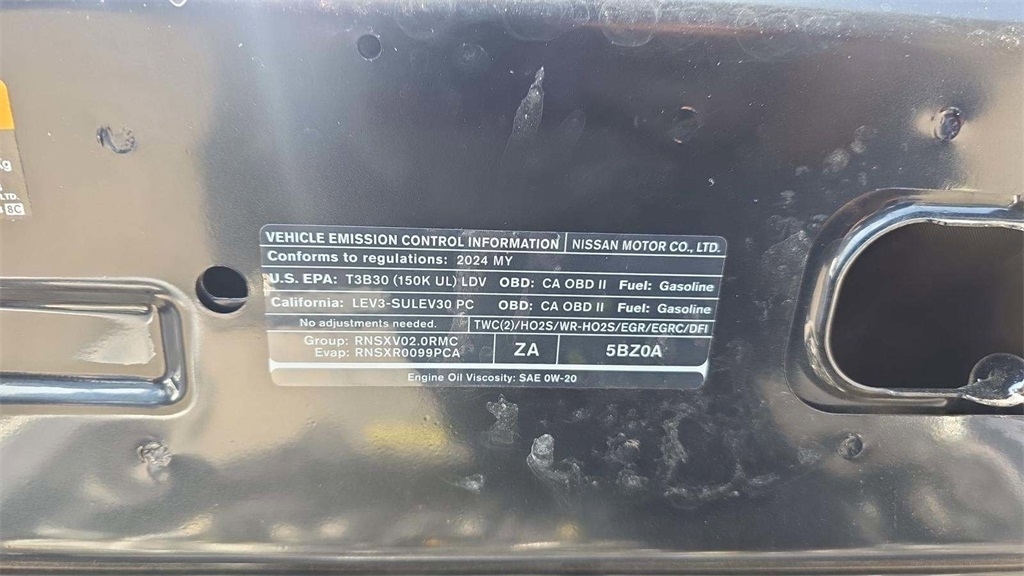 Kg
LTD.
8C
VEHICLE EMISSION CONTROL INFORMATION NISSAN MOTOR CO., LTD.
Conforms to regulations: 2024 MY
U.S. EPA: T3B30 (150K UL) LDV OBD: CA OBD II Fuel: Gasoline
California: LEV3-SULEV30 PC OBD: CA OBD II Fuel: Gasoline
No adjustments needed. TWC(2)/HO2S/WR-HO2S/EGR/EGRC/DFI
Group: RNSXV02.0RMC
Evap: RNSXR0099PCA
ZA 5BZ0A
Engine Oil Viscosity: SAE 0W-20